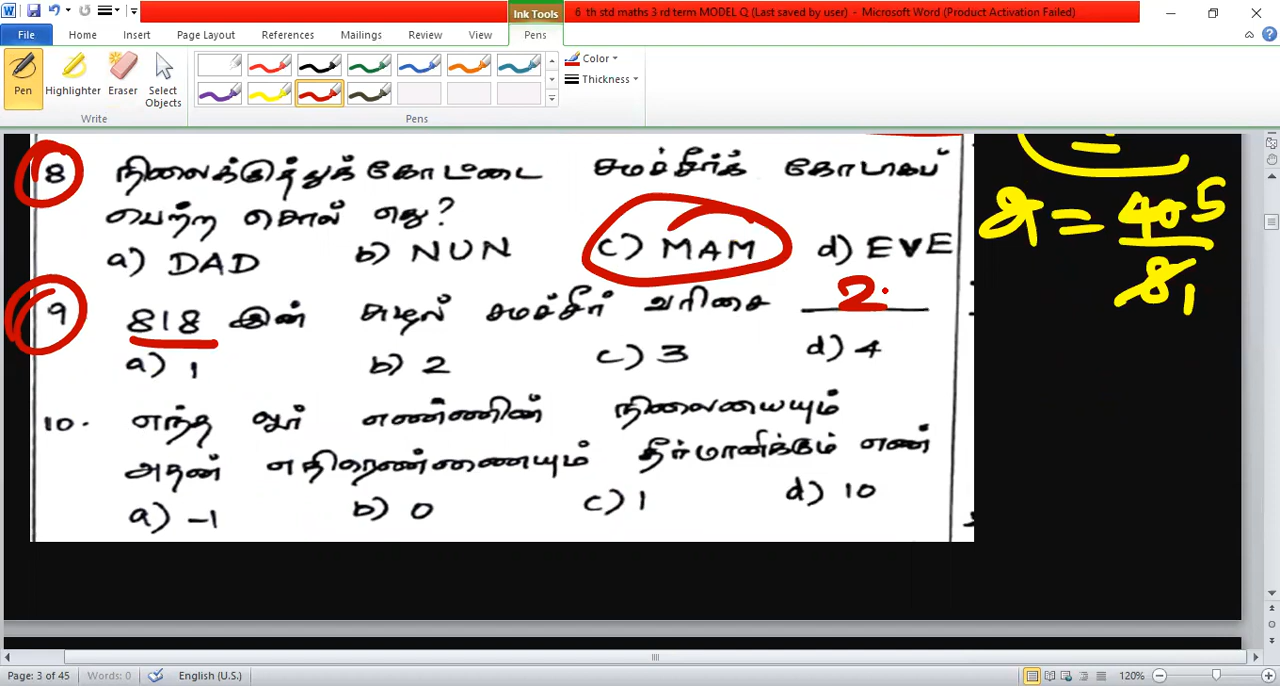 6 th std maths 3 rd term MODEL Q (Last saved by user) - Microsoft Word (Product Activation Failed)
Ink Tools
File Home Insert Page Layout References Mailings Review View Pens
Pen Highlighter Eraser Select Objects
Color
Thickness
Write Pens
8 நிலைக்குத்துக்கோட்டை சமச்சீர்க் கோடாகப்
பெற்ற சொல் எது?
a) DAD b) NUN c) MAM d) EVE
9 818 இன் சுழல் சமச்சீர் வரிசை 2
a) 1 b) 2 c) 3 d) 4
10. எந்த ஓர் எண்ணின் நிலையையும்
அதன் எதிரெண்ணையும் தீர்மானிக்கும் எண்
a) -1 b) 0 c) 1 d) 10
= 405
81
Page: 3 of 45 Words: 0 English (U.S.) 120%